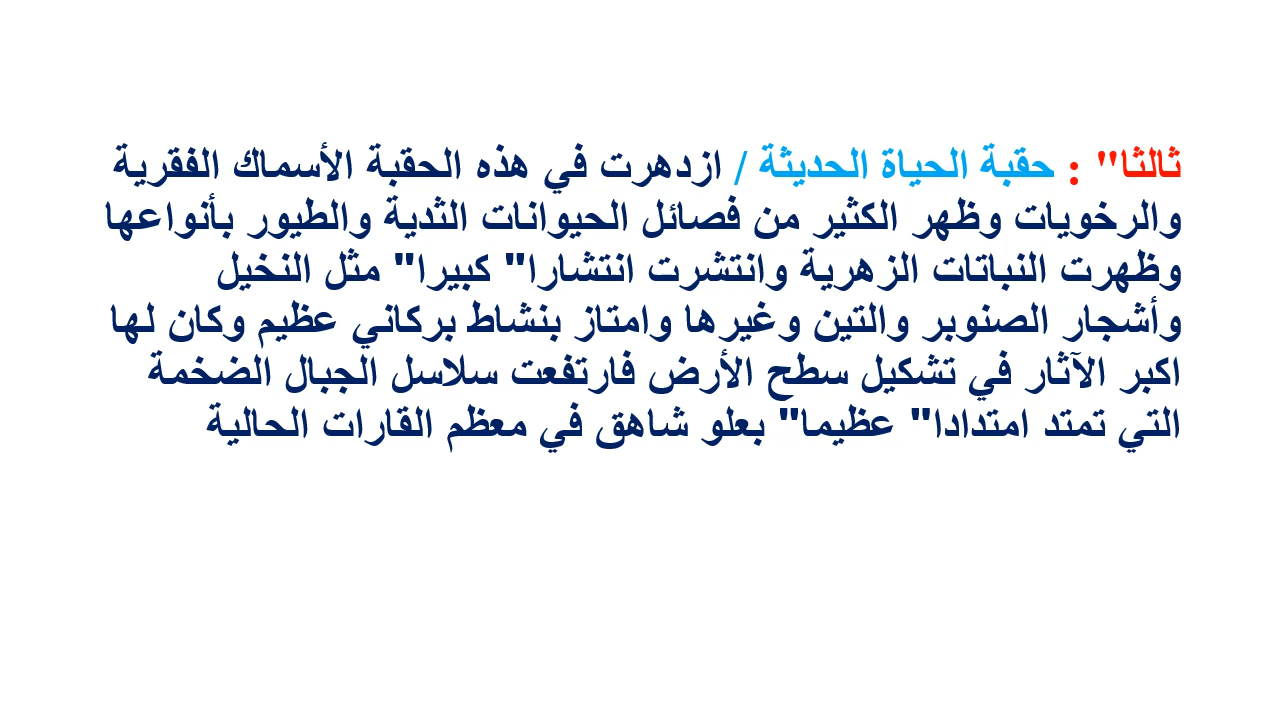 ثالثا" : حقبة الحياة الحديثة / ازدهرت في هذه الحقبة الأسماك الفقرية
والرخويات وظهر الكثير من فصائل الحيوانات الثدية والطيور بأنواعها
وظهرت النباتات الزهرية وانتشرت انتشارا" كبيرا" مثل النخيل
وأشجار الصنوبر والتين وغيرها وامتاز بنشاط بركاني عظيم وكان لها
اكبر الآثار في تشكيل سطح الأرض فارتفعت سلاسل الجبال الضخمة
التي تمتد امتدادا" عظيما" بعلو شاهق في معظم القارات الحالية